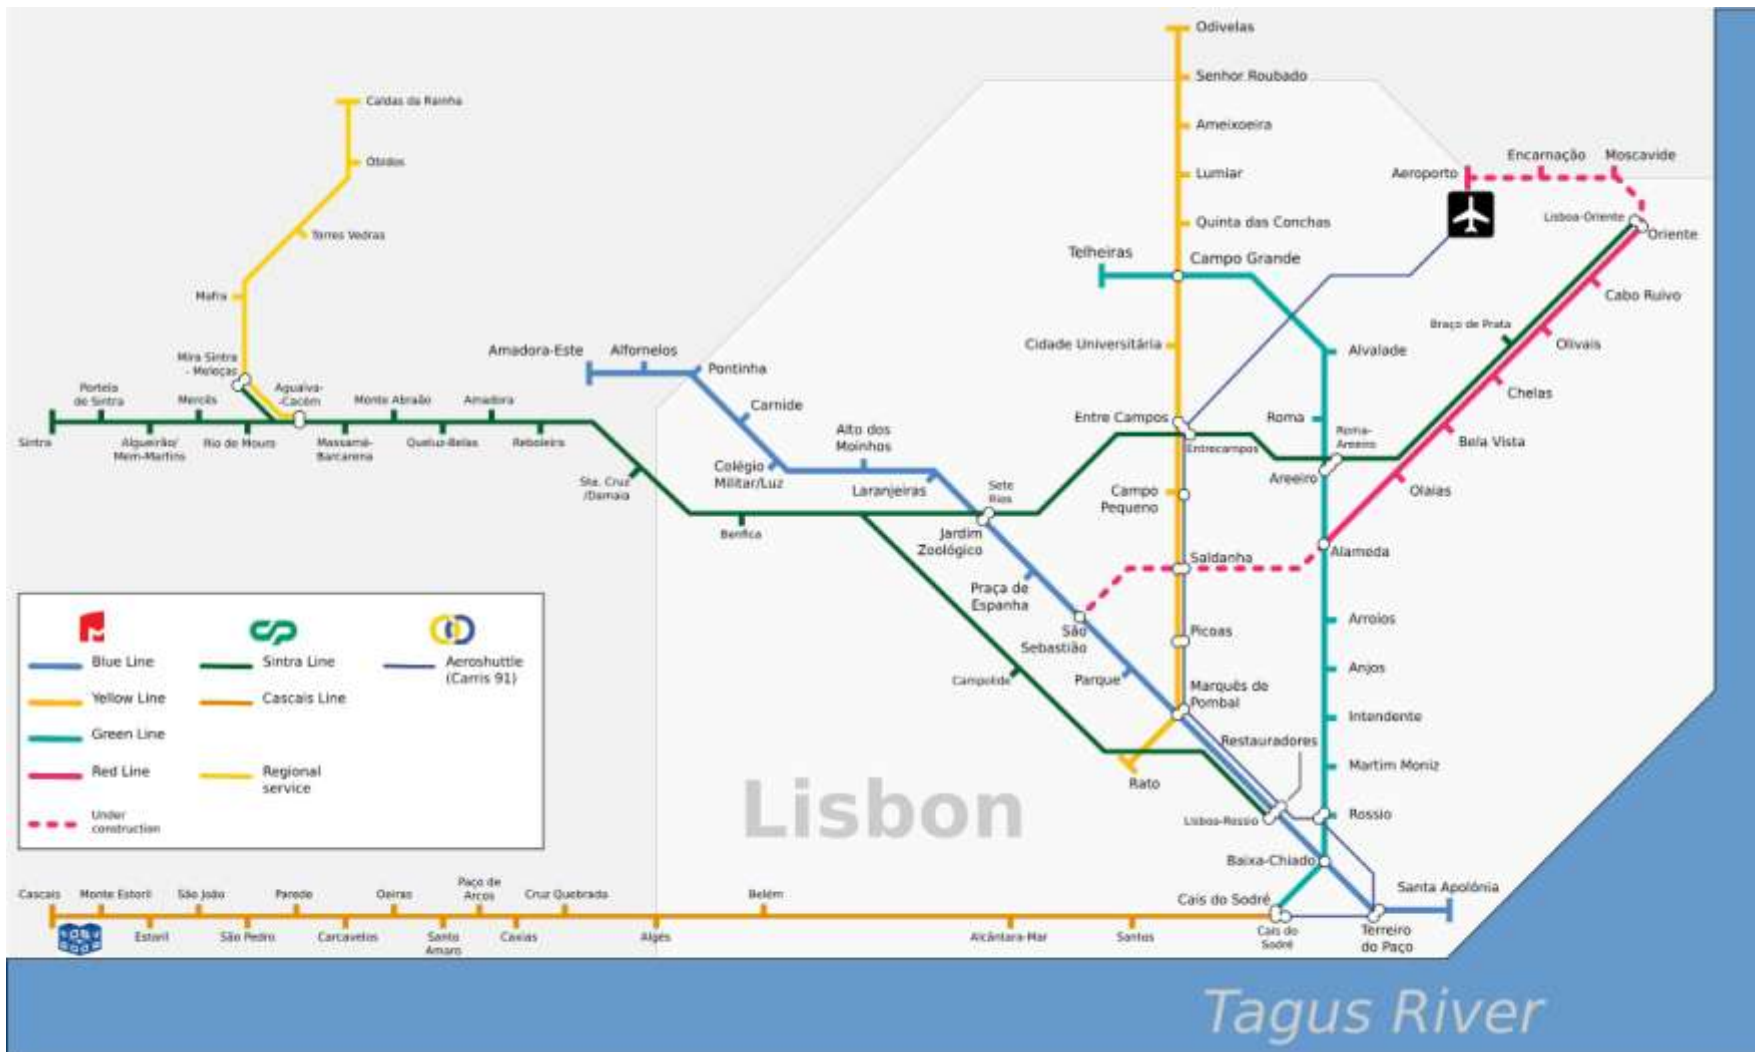 Odivelas
Senhor Roubado
Ameixoeira
Lumiar
Quinta das Conchas
Campo Grande
Telheiras
Cidade Universitária
Entre Campos
Entrecampos
Campo
Pequeno
Saldanha
Picoas
Marquês de
Pombal
Rato
Aeroporto
Encarnação
Moscavide
Lisboa-Oriente
Oriente
Cabo Ruivo
Braço de Prata
Olivais
Chelas
Bela Vista
Olaias
Alameda
Alvalade
Roma
Roma-
Areeiro
Areeiro
Arroios
Anjos
Intendente
Martim Moniz
Rossio
Restauradores
Lisboa-Rossio
Baixa-Chiado
Cais do Sodré
Cais do
Sodré
Terreiro
do Paço
Santa Apolónia
Caldas da Rainha
Óbidos
Torres Vedras
Mafra
Mira Sintra
- Meleças
Agualva-
-Cacém
Sintra
Portela
de Sintra
Algueirão/
Mem-Martins
Mercês
Rio de Mouro
Massamá-
Barcarena
Monte Abraão
Queluz-Belas
Amadora
Reboleira
Sta. Cruz
/Damaia
Benfica
Sete
Rios
Campolide
Amadora-Este
Alfornelos
Pontinha
Carnide
Colégio
Militar/Luz
Alto dos
Moinhos
Laranjeiras
Jardim
Zoológico
Praça de
Espanha
São
Sebastião
Parque
Blue Line
Yellow Line
Green Line
Red Line
Under
construction
Sintra Line
Cascais Line
Regional
service
Aeroshuttle
(Carris 91)
Lisbon
Cascais
Monte Estoril
Estoril
São João
São Pedro
Parede
Carcavelos
Oeiras
Santo
Amaro
Paço de
Arcos
Caxias
Cruz Quebrada
Algés
Belém
Alcântara-Mar
Santos
Tagus River